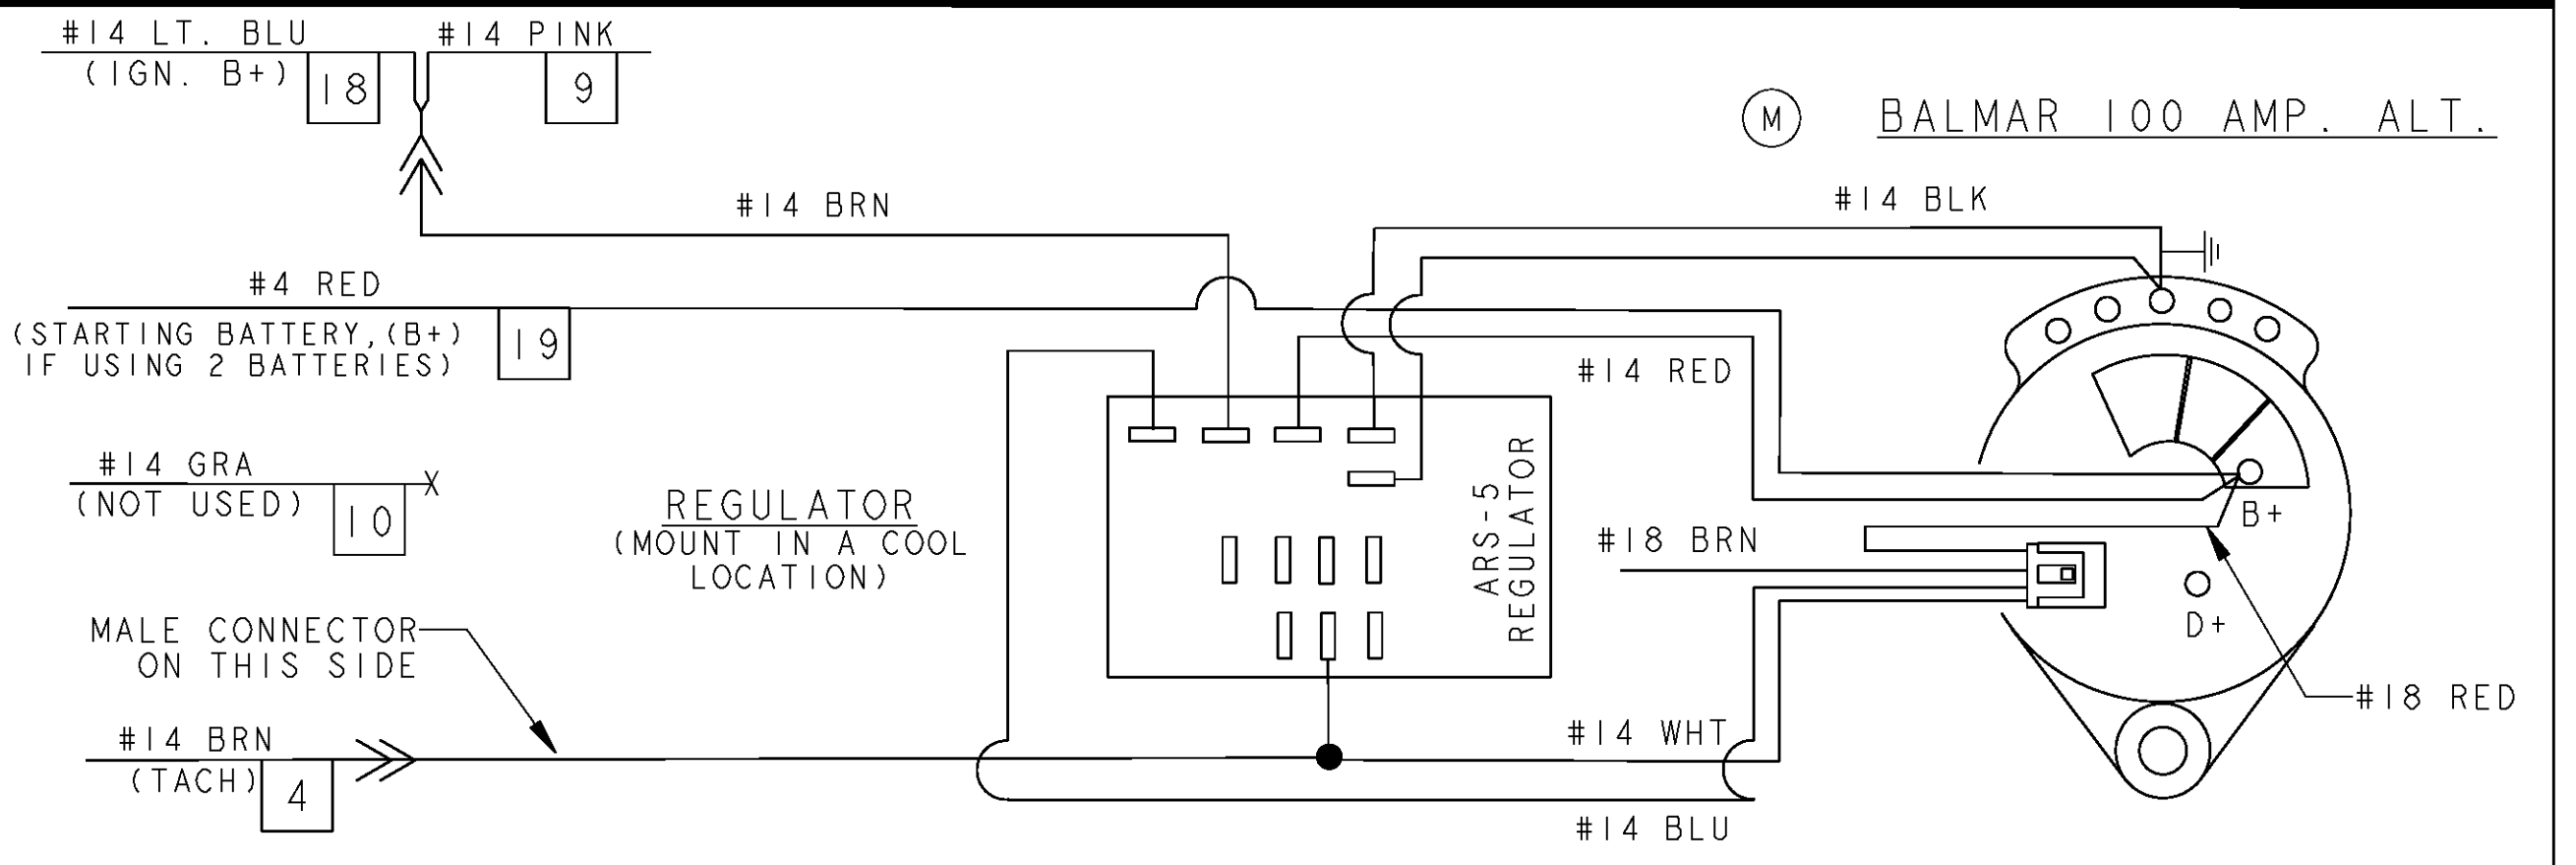 #14 LT. BLU
(IGN. B+)
18
#14 PINK
9
M
BALMAR 100 AMP. ALT.
#14 BRN
#14 BLK
#4 RED
(STARTING BATTERY,(B+)
IF USING 2 BATTERIES)
19
#14 RED
#14 GRA
(NOT USED)
10
REGULATOR
(MOUNT IN A COOL
LOCATION)
ARS-5
REGULATOR
B+
#18 BRN
D+
MALE CONNECTOR
ON THIS SIDE
#18 RED
#14 BRN
(TACH)
4
#14 WHT
#14 BLU